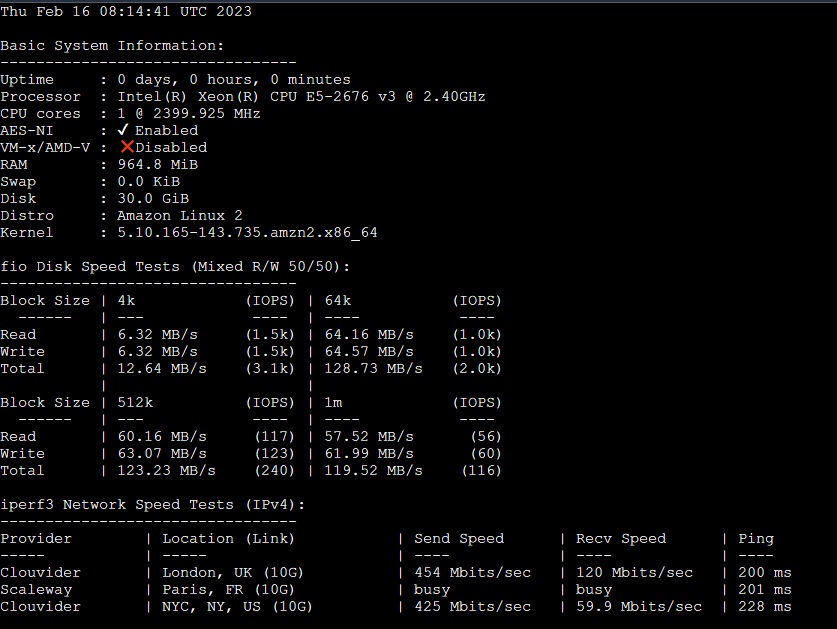 Thu Feb 16 08:14:41 UTC 2023
Basic System Information:
---------------------------------
Uptime     : 0 days, 0 hours, 0 minutes
Processor  : Intel(R) Xeon(R) CPU E5-2676 v3 @ 2.40GHz
CPU cores  : 1 @ 2399.925 MHz
AES-NI     : ✔ Enabled
VM-x/AMD-V : ❌ Disabled
RAM        : 964.8 MiB
Swap       : 0.0 KiB
Disk       : 30.0 GiB
Distro     : Amazon Linux 2
Kernel     : 5.10.165-143.735.amzn2.x86_64
fio Disk Speed Tests (Mixed R/W 50/50):
---------------------------------
Block Size | 4k            (IOPS) | 64k           (IOPS)
  ------   | ---            ----  | ----           ----
Read       | 6.32 MB/s     (1.5k) | 64.16 MB/s    (1.0k)
Write      | 6.32 MB/s     (1.5k) | 64.57 MB/s    (1.0k)
Total      | 12.64 MB/s    (3.1k) | 128.73 MB/s   (2.0k)
           |                      |
Block Size | 512k          (IOPS) | 1m            (IOPS)
  ------   | ---            ----  | ----           ----
Read       | 60.16 MB/s     (117) | 57.52 MB/s      (56)
Write      | 63.07 MB/s     (123) | 61.99 MB/s      (60)
Total      | 123.23 MB/s    (240) | 119.52 MB/s    (116)
iperf3 Network Speed Tests (IPv4):
---------------------------------
Provider        | Location (Link)           | Send Speed      | Recv Speed      | Ping
-----           | -----                     | ----            | ----            | ----
Clouvider       | London, UK (10G)          | 454 Mbits/sec   | 120 Mbits/sec   | 200 ms
Scaleway        | Paris, FR (10G)           | busy            | busy            | 201 ms
Clouvider       | NYC, NY, US (10G)         | 425 Mbits/sec   | 59.9 Mbits/sec  | 228 ms